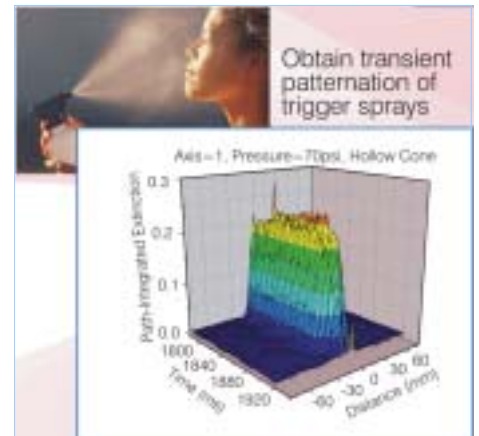 Obtain transient
patternation of
trigger sprays
Axis=1, Pressure=70psi, Hollow Cone
Path-Integrated Extinction
0.3
0.2
0.1
0.0
1800
1840
1880
1920
Time (ms)
-60
-30
0
30
60
Distance (mm)